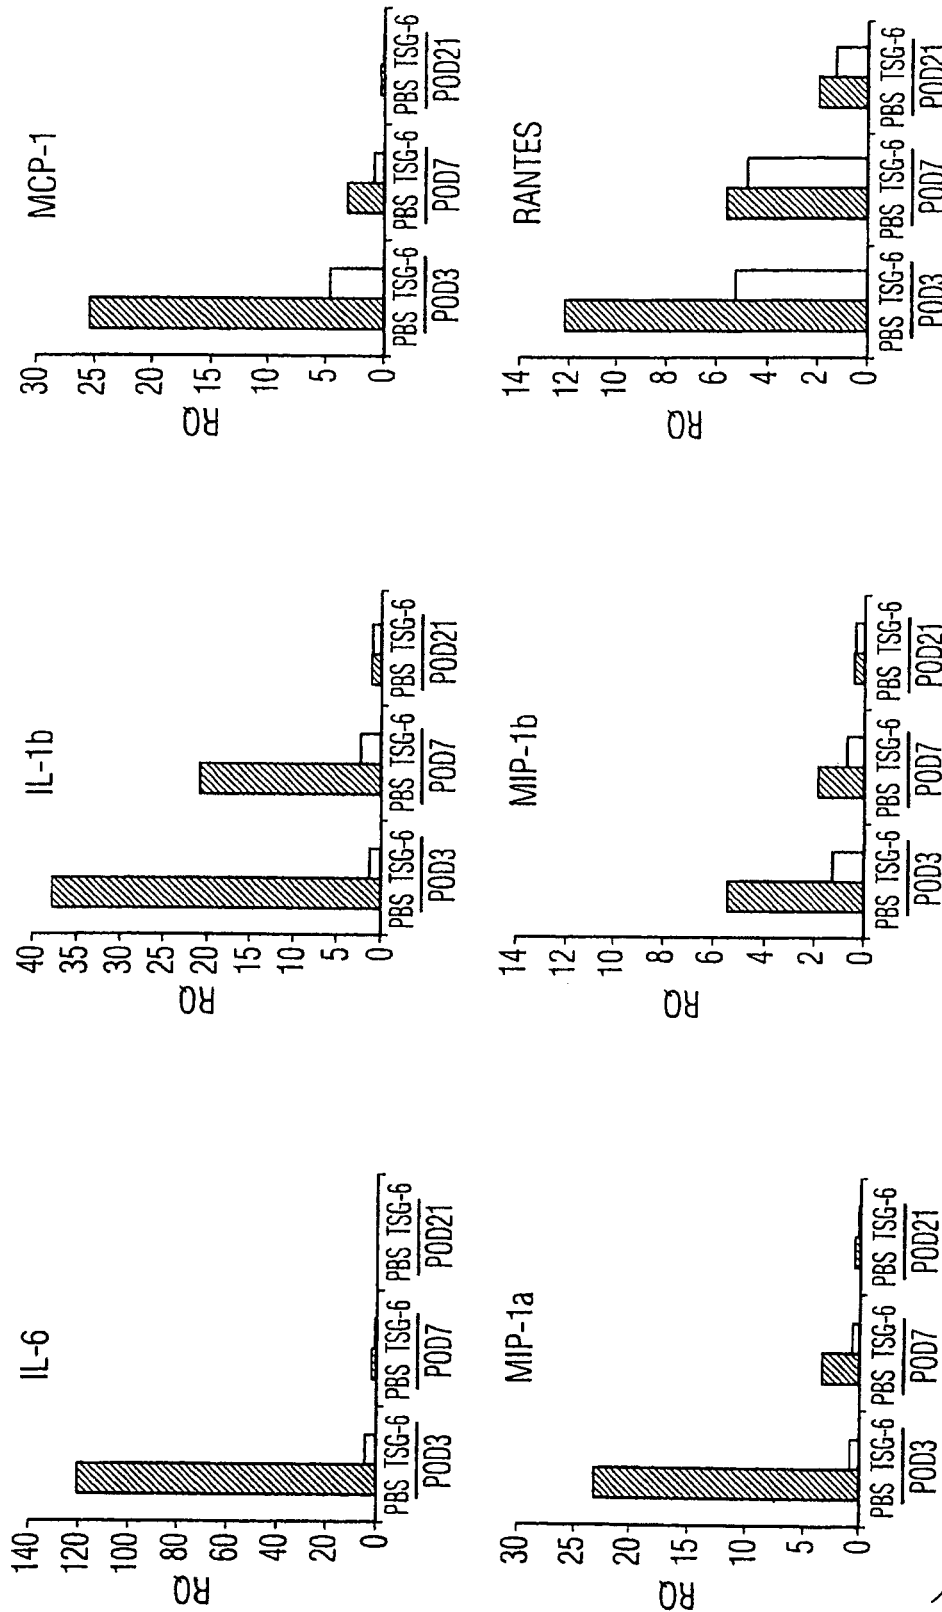 IL-6
RQ
140
120
100
80
60
40
20
0
PBS TSG-6 PBS TSG-6 PBS TSG-6
POD3 POD7 POD21
IL-1b
RQ
40
35
30
25
20
15
10
5
0
PBS TSG-6 PBS TSG-6 PBS TSG-6
POD3 POD7 POD21
MCP-1
RQ
30
25
20
15
10
5
0
PBS TSG-6 PBS TSG-6 PBS TSG-6
POD3 POD7 POD21
MIP-1a
RQ
30
25
20
15
10
5
0
PBS TSG-6 PBS TSG-6 PBS TSG-6
POD3 POD7 POD21
MIP-1b
RQ
14
12
10
8
6
4
2
0
PBS TSG-6 PBS TSG-6 PBS TSG-6
POD3 POD7 POD21
RANTES
RQ
14
12
10
8
6
4
2
0
PBS TSG-6 PBS TSG-6 PBS TSG-6
POD3 POD7 POD21